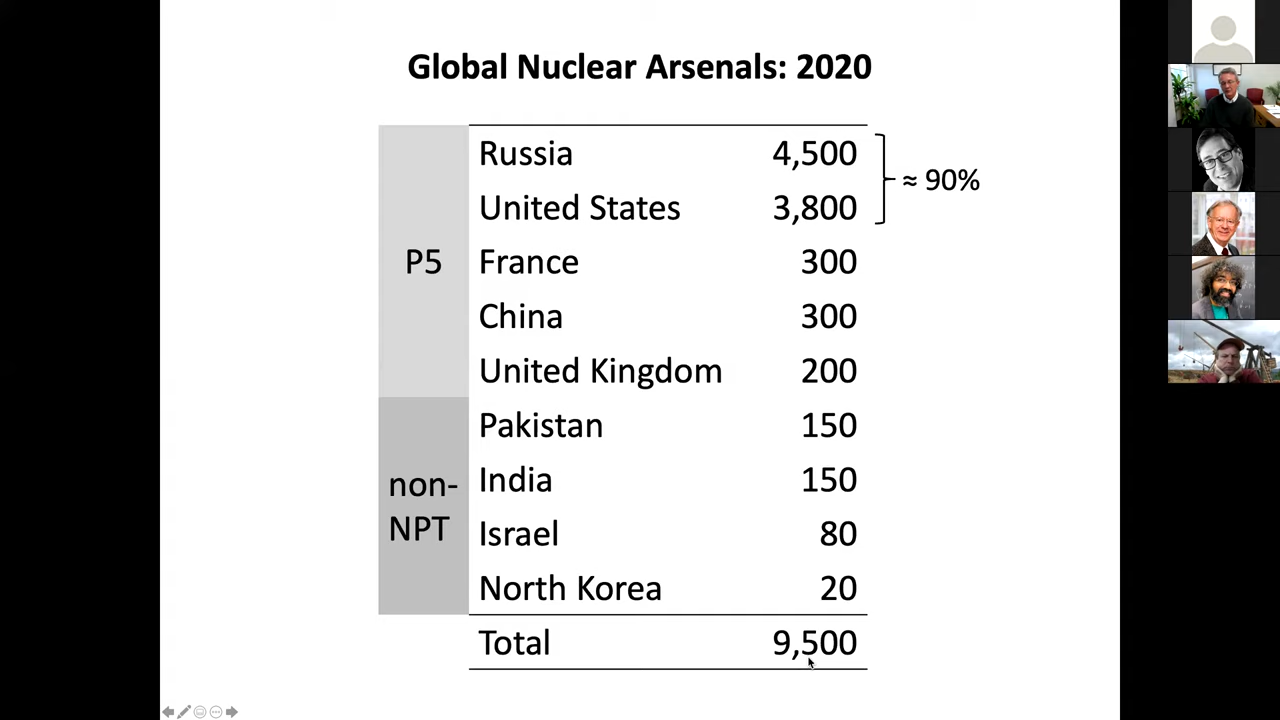 Global Nuclear Arsenals: 2020
P5
Russia 4,500
United States 3,800
≈ 90%
France 300
China 300
United Kingdom 200
non-
NPT
Pakistan 150
India 150
Israel 80
North Korea 20
Total 9,500